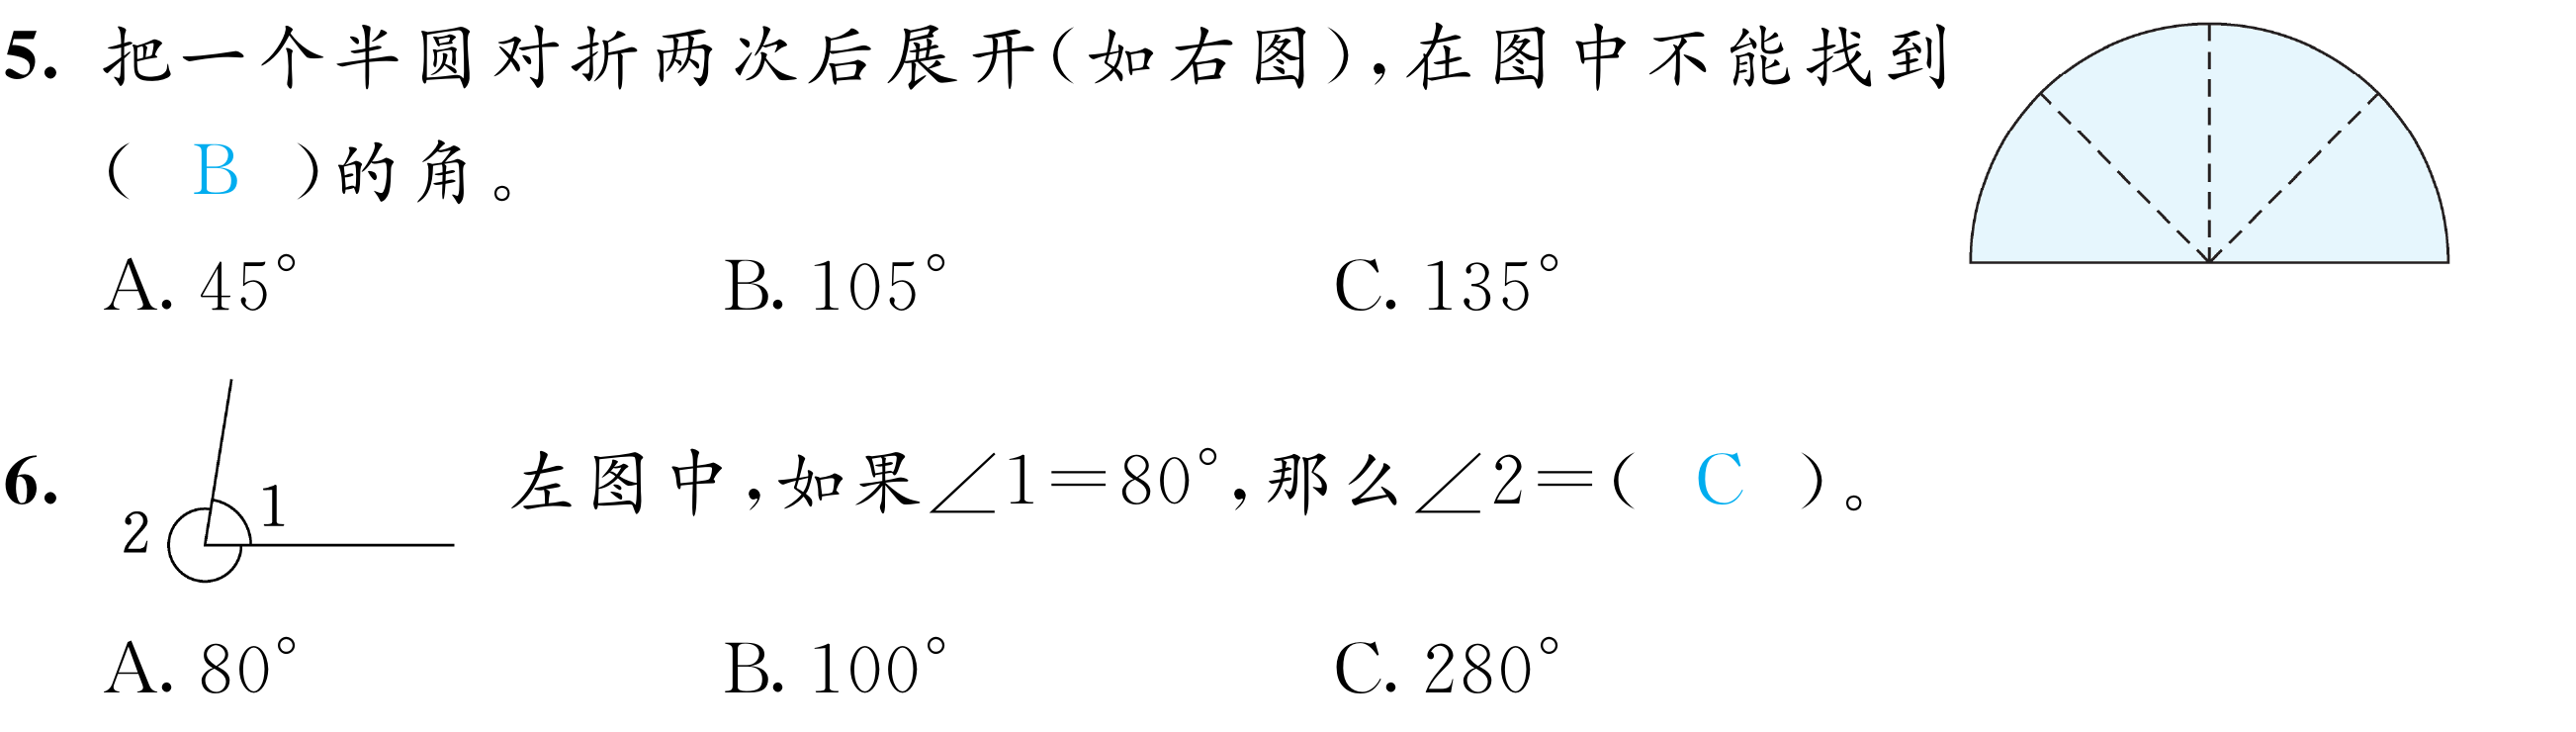 5. 把一个半圆对折两次后展开(如右图),在图中不能找到
( B )的角。
A. 45° B. 105° C. 135°
6. 2 1 左图中,如果∠1=80°,那么∠2=( C )。
A. 80° B. 100° C. 280°